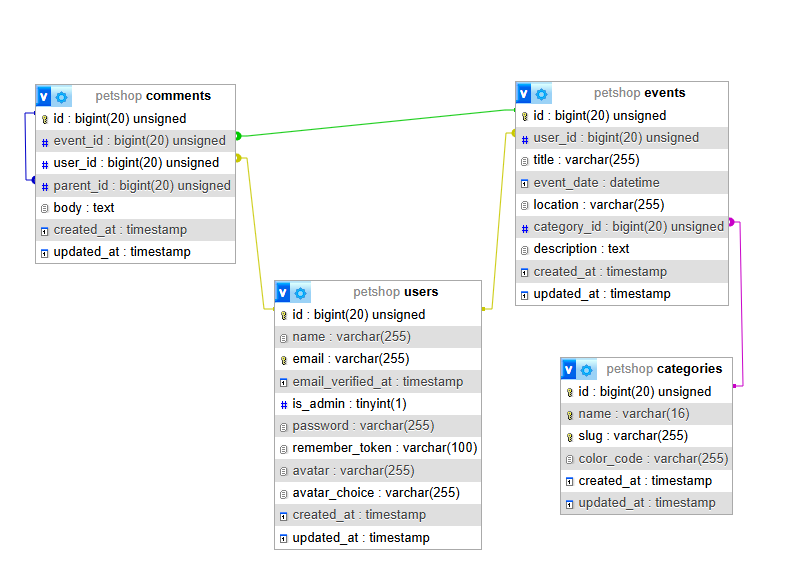 v petshop comments
id : bigint(20) unsigned
# event_id : bigint(20) unsigned
# user_id : bigint(20) unsigned
# parent_id : bigint(20) unsigned
body : text
created_at : timestamp
updated_at : timestamp
v petshop events
id : bigint(20) unsigned
# user_id : bigint(20) unsigned
title : varchar(255)
event_date : datetime
location : varchar(255)
# category_id : bigint(20) unsigned
description : text
created_at : timestamp
updated_at : timestamp
v petshop users
id : bigint(20) unsigned
name : varchar(255)
email : varchar(255)
email_verified_at : timestamp
# is_admin : tinyint(1)
password : varchar(255)
remember_token : varchar(100)
avatar : varchar(255)
avatar_choice : varchar(255)
created_at : timestamp
updated_at : timestamp
v petshop categories
id : bigint(20) unsigned
name : varchar(16)
slug : varchar(255)
color_code : varchar(255)
created_at : timestamp
updated_at : timestamp